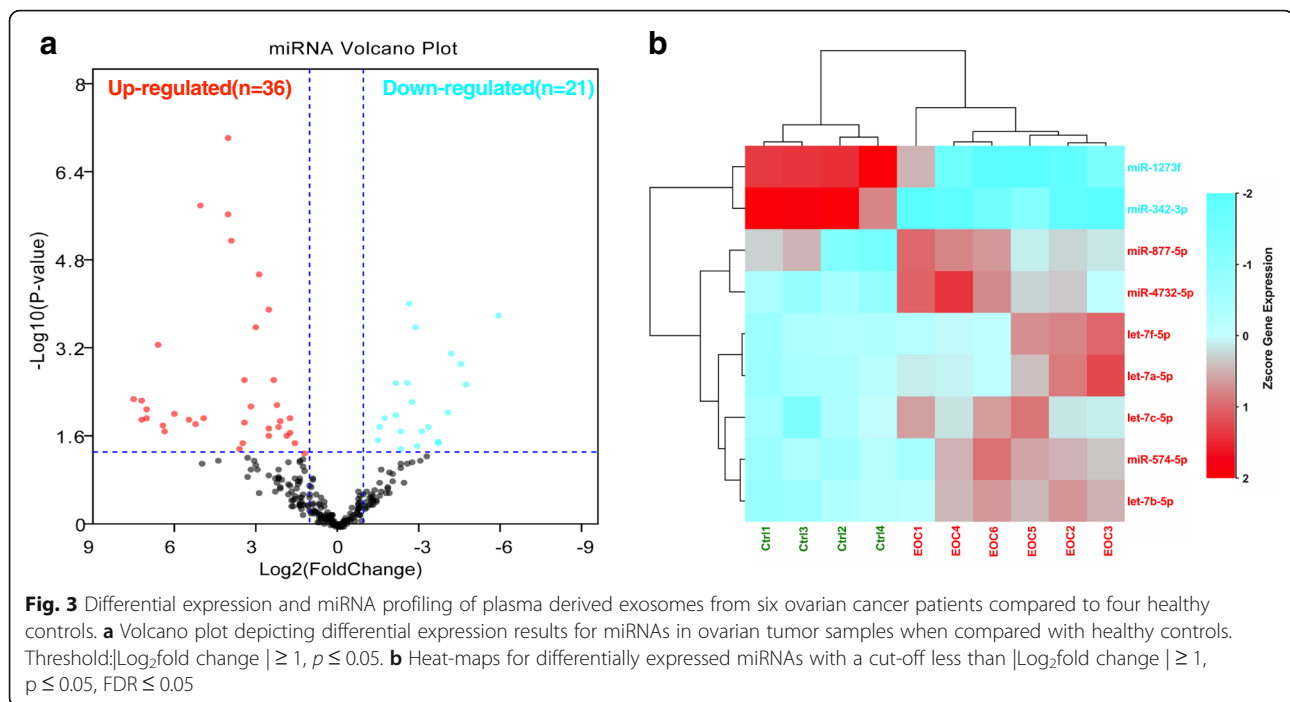 a
miRNA Volcano Plot
Up-regulated(n=36)
Down-regulated(n=21)
-Log10(P-value)
8
6.4
4.8
3.2
1.6
0
9
6
3
0
-3
-6
-9
Log2(FoldChange)
b
miR-1273f
miR-342-3p
miR-877-5p
miR-4732-5p
let-7f-5p
let-7a-5p
let-7c-5p
miR-574-5p
let-7b-5p
Ctrl1
Ctrl3
Ctrl2
Ctrl4
EOC1
EOC4
EOC6
EOC5
EOC2
EOC3
-2
-1
0
1
2
Zscore Gene Expression
Fig. 3 Differential expression and miRNA profiling of plasma derived exosomes from six ovarian cancer patients compared to four healthy
controls. a Volcano plot depicting differential expression results for miRNAs in ovarian tumor samples when compared with healthy controls.
Threshold:|Log₂fold change | ≥ 1, p ≤ 0.05. b Heat-maps for differentially expressed miRNAs with a cut-off less than |Log₂fold change | ≥ 1,
p ≤ 0.05, FDR ≤ 0.05